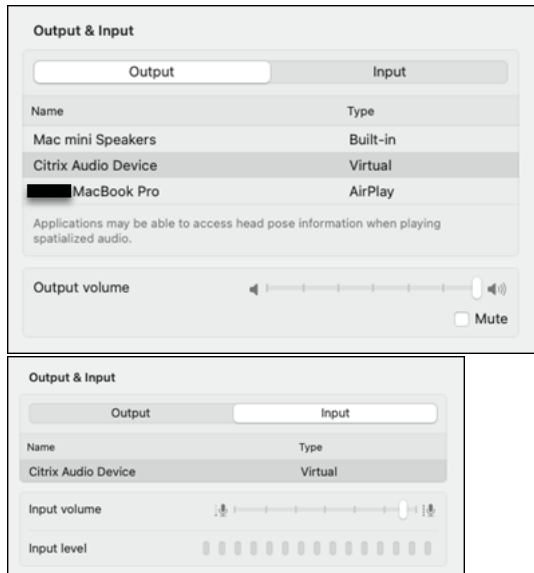 Output & Input
Output Input
Name Type
Mac mini Speakers Built-in
Citrix Audio Device Virtual
MacBook Pro AirPlay
Applications may be able to access head pose information when playing
spatialized audio.
Output volume
Mute
Output & Input
Output Input
Name Type
Citrix Audio Device Virtual
Input volume
Input level